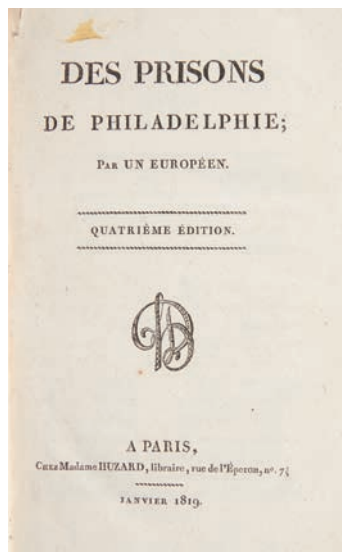 DES PRISONS
DE PHILADELPHIE;
PAR UN EUROPÉEN.
QUATRIÈME ÉDITION.
A PARIS,
CHEZ Madame HUZARD, libraire, rue de l'Éperon, nº. 7;
JANVIER 1819.